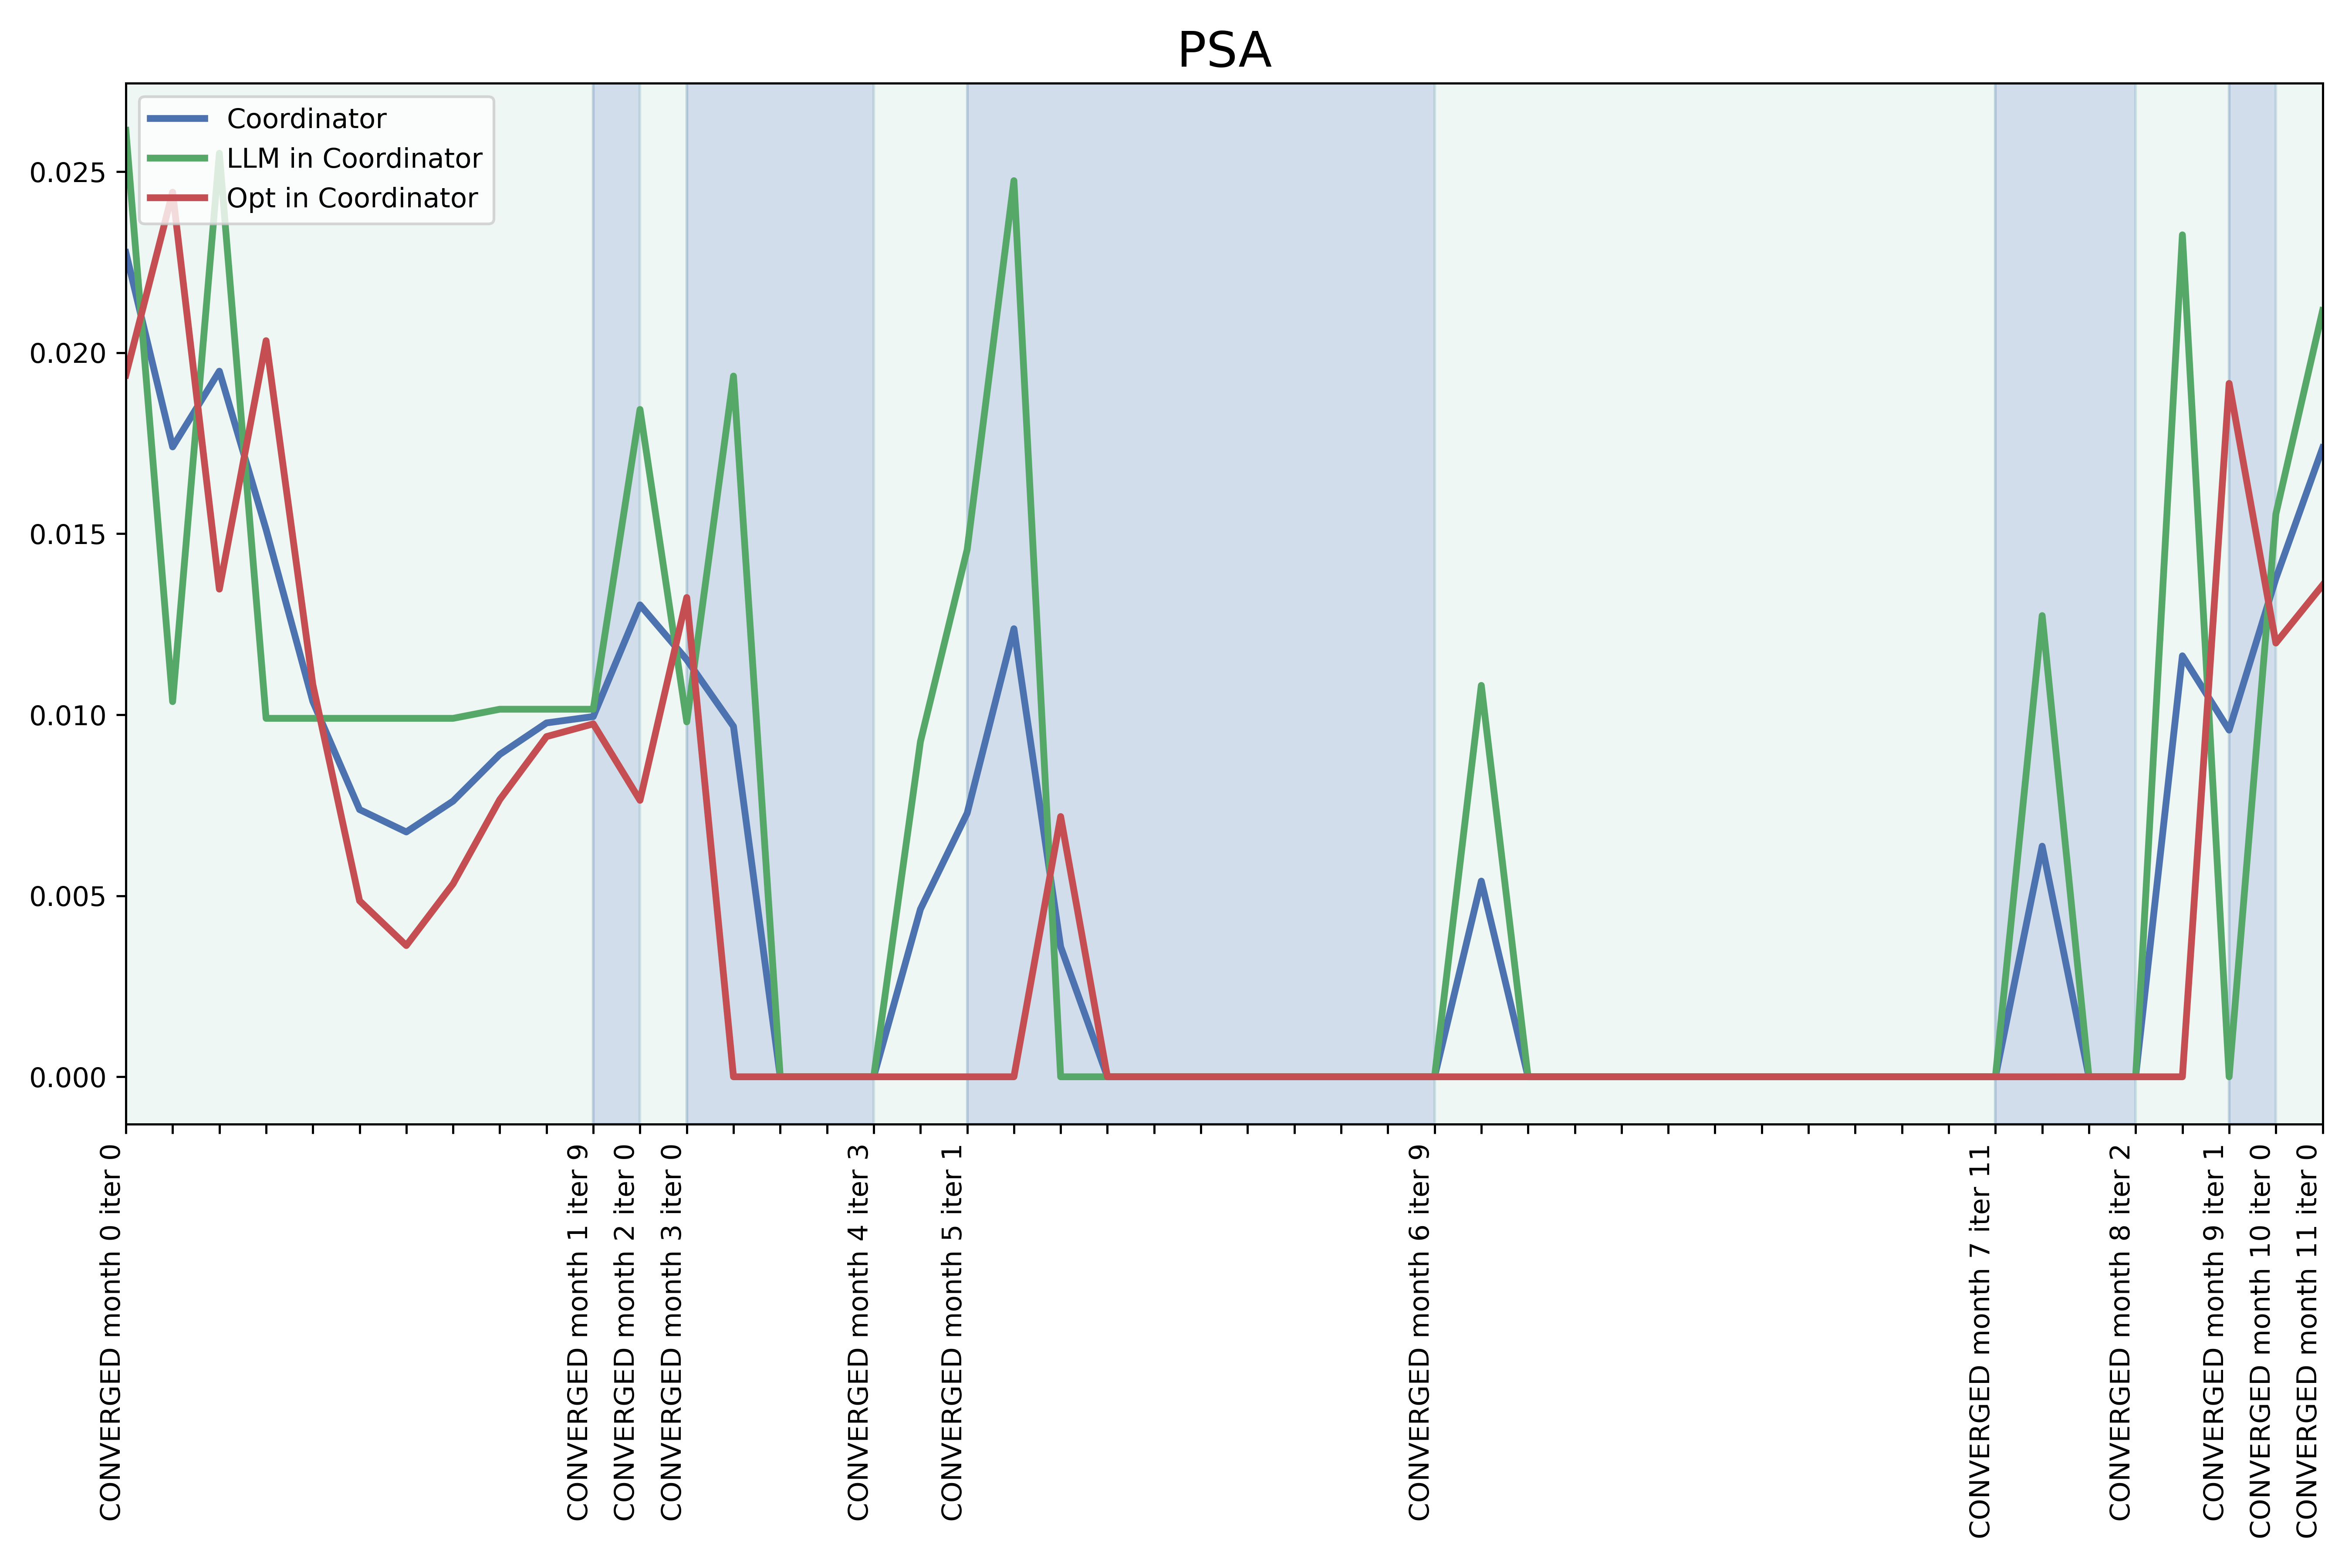 PSA
Coordinator
LLM in Coordinator
Opt in Coordinator
0.025
0.020
0.015
0.010
0.005
0.000
CONVERGED month 0 iter 0
CONVERGED month 1 iter 9
CONVERGED month 2 iter 0
CONVERGED month 3 iter 0
CONVERGED month 4 iter 3
CONVERGED month 5 iter 1
CONVERGED month 6 iter 9
CONVERGED month 7 iter 11
CONVERGED month 8 iter 2
CONVERGED month 9 iter 1
CONVERGED month 10 iter 0
CONVERGED month 11 iter 0